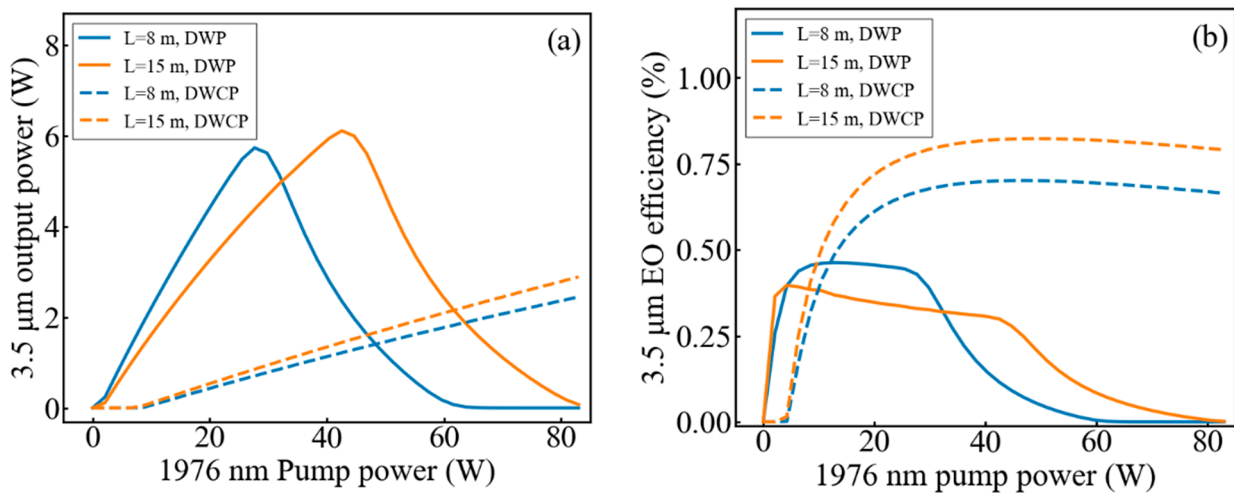 (a)
L=8 m, DWP
L=15 m, DWP
L=8 m, DWCP
L=15 m, DWCP
3.5 μm output power (W)
8
6
4
2
0
0 20 40 60 80
1976 nm Pump power (W)
(b)
L=8 m, DWP
L=15 m, DWP
L=8 m, DWCP
L=15 m, DWCP
3.5 μm EO efficiency (%)
1.00
0.75
0.50
0.25
0.00
0 20 40 60 80
1976 nm pump power (W)